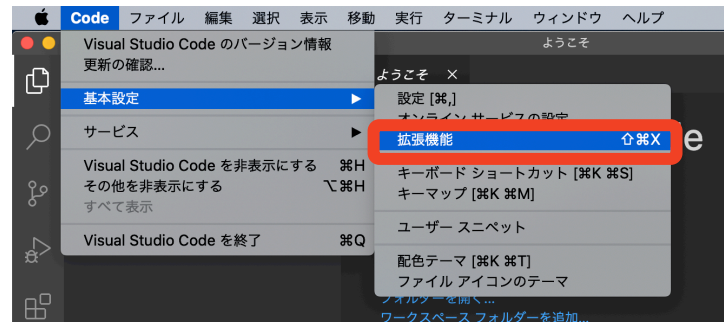 Code ファイル 編集 選択 表示 移動 実行 ターミナル ウィンドウ ヘルプ
ようこそ
Visual Studio Code のバージョン情報
更新の確認...
基本設定
サービス
Visual Studio Code を非表示にする ⌘H
その他を非表示にする ⌥⌘H
すべて表示
Visual Studio Code を終了 ⌘Q
ようこそ ×
設定 [⌘,]
オンライン サービスの設定
拡張機能 ⇧⌘X
キーボード ショートカット [⌘K ⌘S]
キーマップ [⌘K ⌘M]
ユーザー スニペット
配色テーマ [⌘K ⌘T]
ファイル アイコンのテーマ
e
フォルダーを開く...
ワークスペース フォルダーを追加...